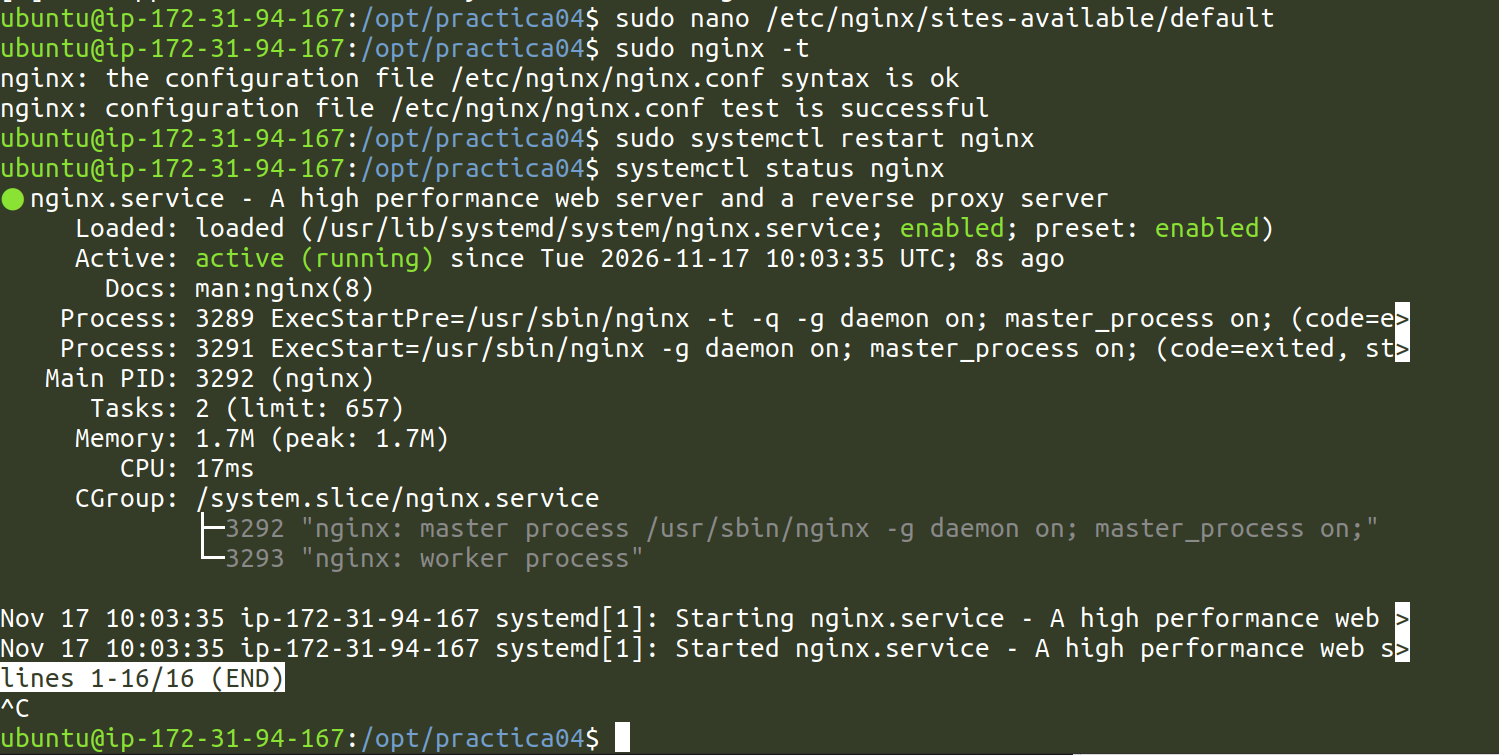 ubuntu@ip-172-31-94-167:/opt/practica04$ sudo nano /etc/nginx/sites-available/default
ubuntu@ip-172-31-94-167:/opt/practica04$ sudo nginx -t
nginx: the configuration file /etc/nginx/nginx.conf syntax is ok
nginx: configuration file /etc/nginx/nginx.conf test is successful
ubuntu@ip-172-31-94-167:/opt/practica04$ sudo systemctl restart nginx
ubuntu@ip-172-31-94-167:/opt/practica04$ systemctl status nginx
● nginx.service - A high performance web server and a reverse proxy server
     Loaded: loaded (/usr/lib/systemd/system/nginx.service; enabled; preset: enabled)
     Active: active (running) since Tue 2026-11-17 10:03:35 UTC; 8s ago
       Docs: man:nginx(8)
    Process: 3289 ExecStartPre=/usr/sbin/nginx -t -q -g daemon on; master_process on; (code=e>
    Process: 3291 ExecStart=/usr/sbin/nginx -g daemon on; master_process on; (code=exited, st>
   Main PID: 3292 (nginx)
      Tasks: 2 (limit: 657)
     Memory: 1.7M (peak: 1.7M)
        CPU: 17ms
     CGroup: /system.slice/nginx.service
             ├─3292 "nginx: master process /usr/sbin/nginx -g daemon on; master_process on;"
             └─3293 "nginx: worker process"
Nov 17 10:03:35 ip-172-31-94-167 systemd[1]: Starting nginx.service - A high performance web >
Nov 17 10:03:35 ip-172-31-94-167 systemd[1]: Started nginx.service - A high performance web s>
lines 1-16/16 (END)
^C
ubuntu@ip-172-31-94-167:/opt/practica04$